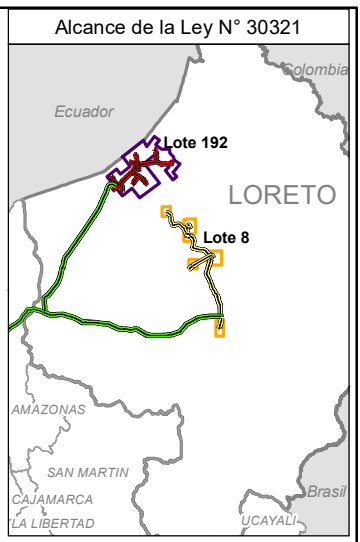 Alcance de la Ley N° 30321
Colombia
Ecuador
Lote 192
LORETO
Lote 8
AMAZONAS
SAN MARTIN
CAJAMARCA
Brasil
LA LIBERTAD
UCAYALI